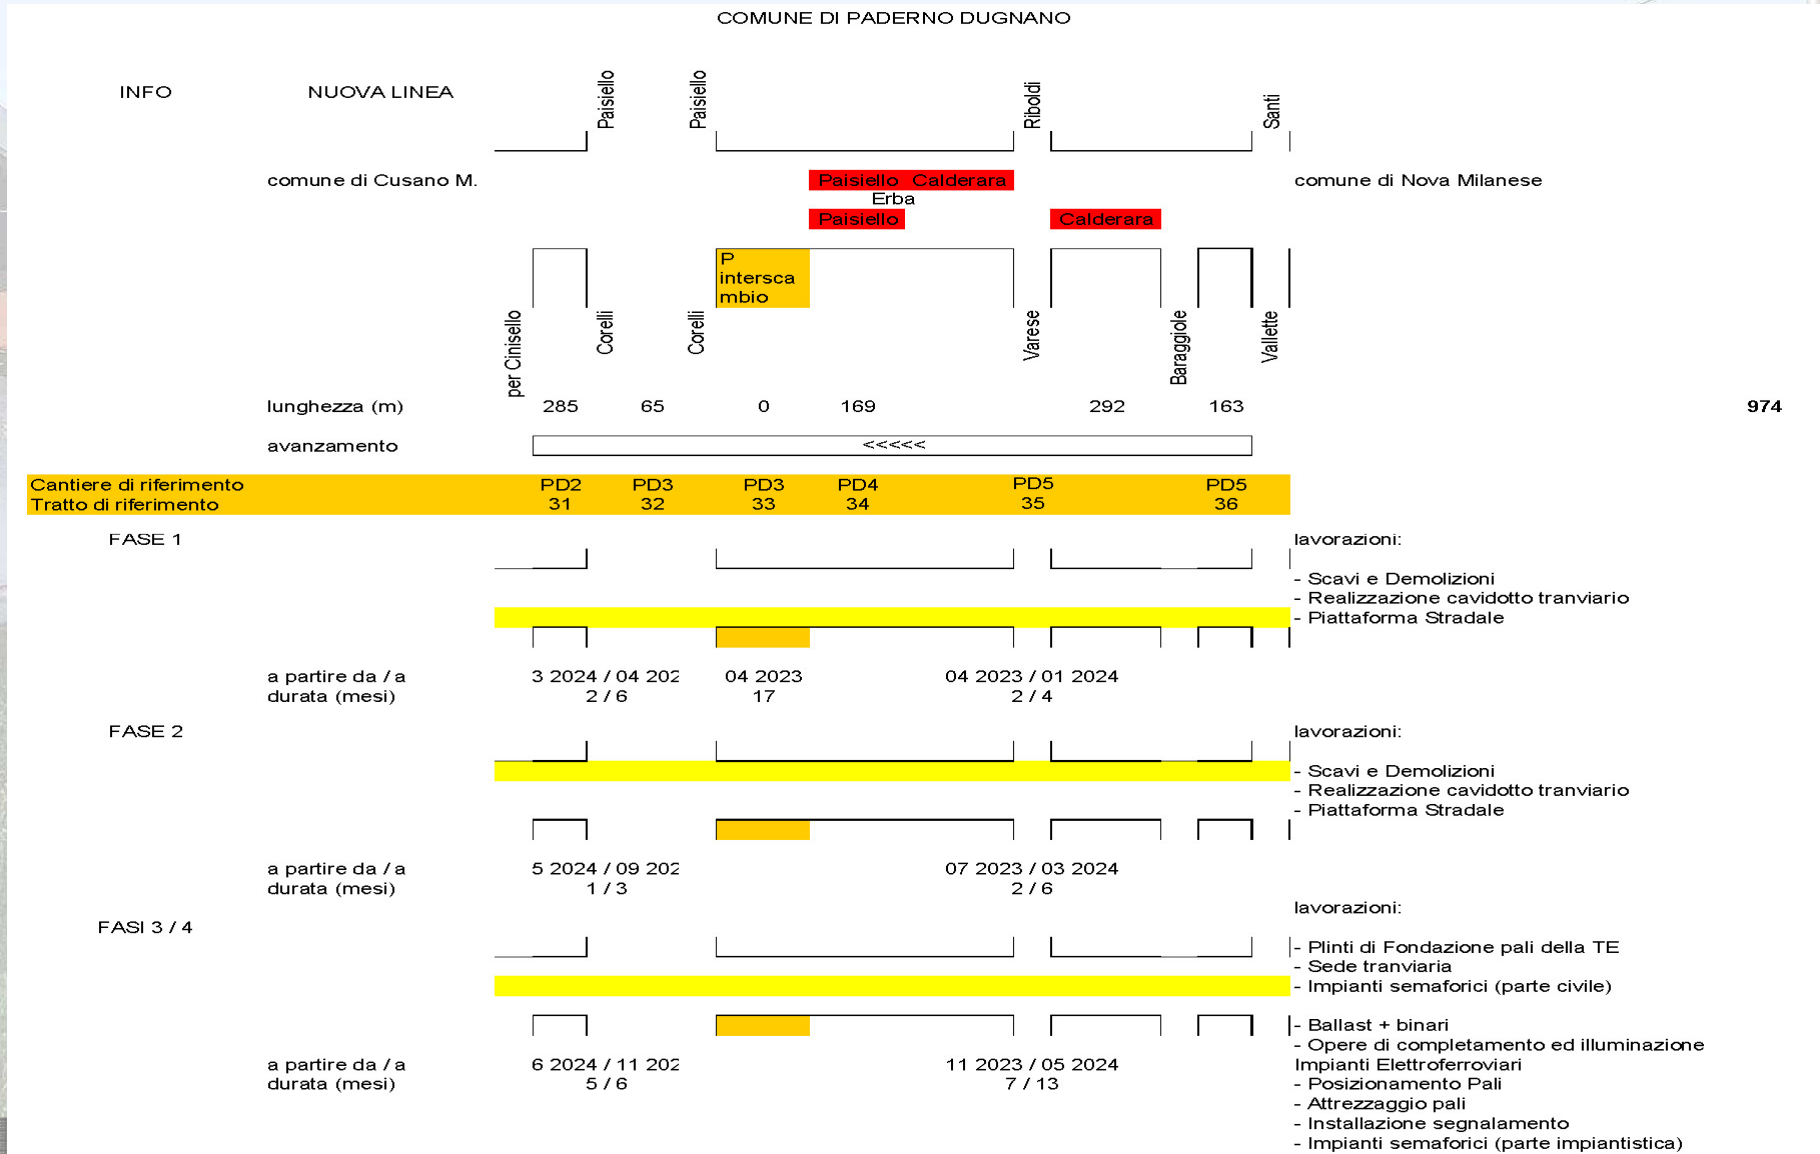 COMUNE DI PADERNO DUGNANO
INFO NUOVA LINEA Paisiello Paisiello Riboldi Santi
comune di Cusano M. Paisiello Calderara comune di Nova Milanese
Erba
Paisiello Calderara
P
intersca
mbio
per Cinisello Corelli Corelli Varese Baraggiole Vallette
lunghezza (m) 285 65 0 169 292 163 974
avanzamento <<<<<
Cantiere di riferimento PD2 PD3 PD3 PD4 PD5 PD5
Tratto di riferimento 31 32 33 34 35 36
FASE 1 lavorazioni:
- Scavi e Demolizioni
- Realizzazione cavidotto tranviario
- Piattaforma Stradale
a partire da / a 3 2024 / 04 202 04 2023 04 2023 / 01 2024
durata (mesi) 2 / 6 17 2 / 4
FASE 2 lavorazioni:
- Scavi e Demolizioni
- Realizzazione cavidotto tranviario
- Piattaforma Stradale
a partire da / a 5 2024 / 09 202 07 2023 / 03 2024
durata (mesi) 1 / 3 2 / 6
lavorazioni:
FASI 3 / 4
- Plinti di Fondazione pali della TE
- Sede tranviaria
- Impianti semaforici (parte civile)
- Ballast + binari
- Opere di completamento ed illuminazione
a partire da / a 6 2024 / 11 202 11 2023 / 05 2024 Impianti Elettroferroviari
durata (mesi) 5 / 6 7 / 13 - Posizionamento Pali
- Attrezzaggio pali
- Installazione segnalamento
- Impianti semaforici (parte impiantistica)